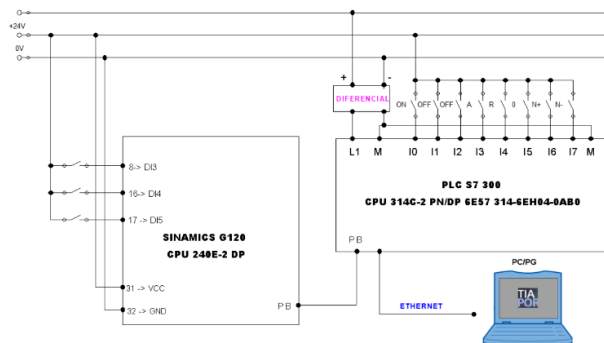 +24V
0V
+ -
DIFERENCIAL
ON OFF OFF A R 0 N+ N-
L1 M I0 I1 I2 I3 I4 I5 I6 I7 M
PLC S7 300
CPU 314C-2 PN/DP 6E57 314-6EH04-0AB0
PB
8-> DI3
16-> DI4
17 -> DI5
SINAMICS G120
CPU 240E-2 DP
31 -> VCC
32 -> GND
PB
ETHERNET
PC/PG
TIA
POR